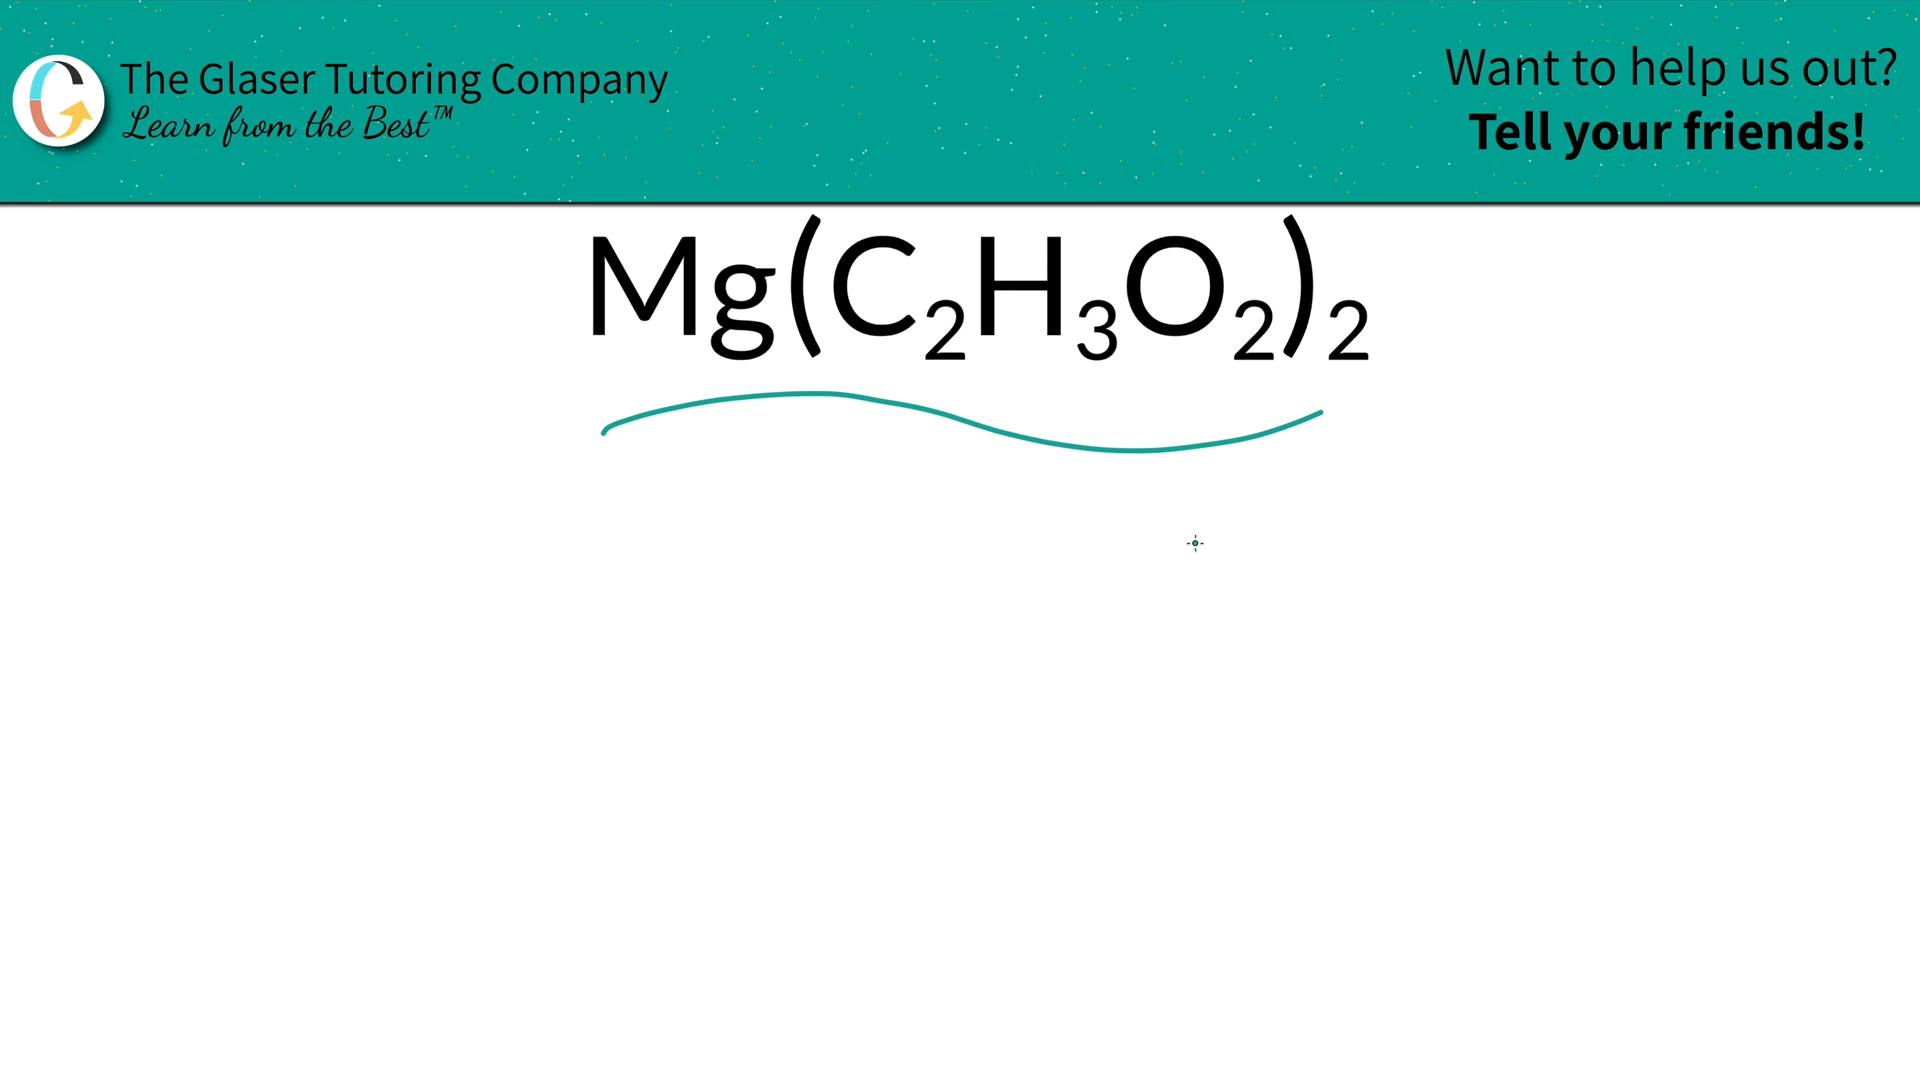 The Glaser Tutoring Company
Learn from the Best™
Want to help us out?
Tell your friends!
Mg(C₂H₃O₂)₂